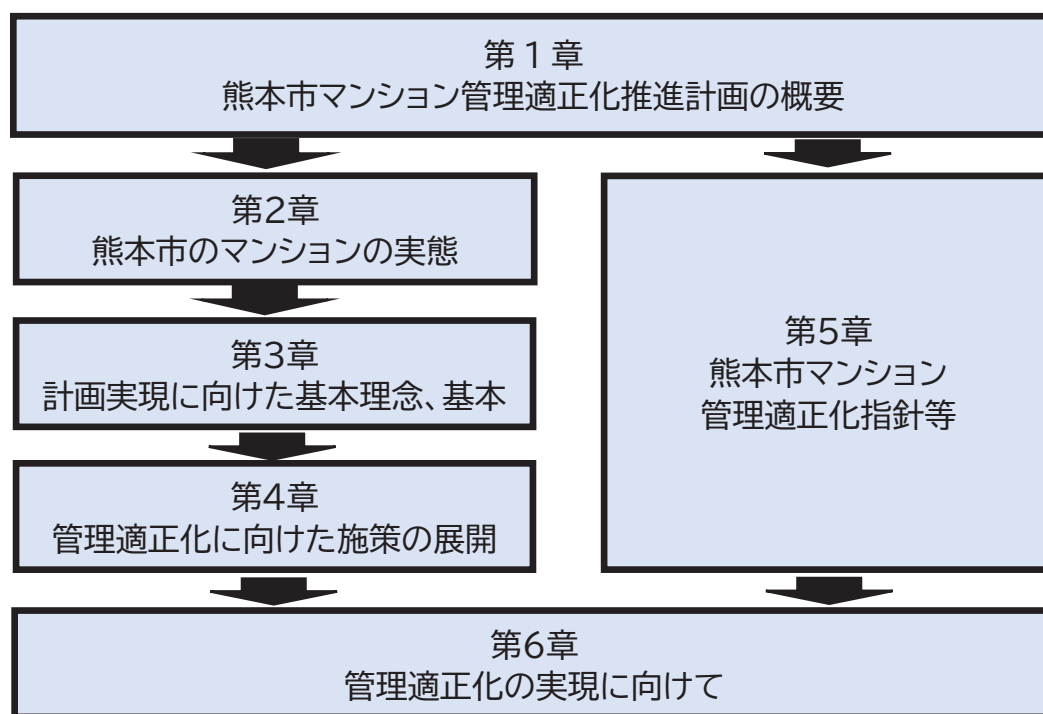 第１章
熊本市マンション管理適正化推進計画の概要
第2章
熊本市のマンションの実態
第3章
計画実現に向けた基本理念、基本
第4章
管理適正化に向けた施策の展開
第5章
熊本市マンション
管理適正化指針等
第6章
管理適正化の実現に向けて